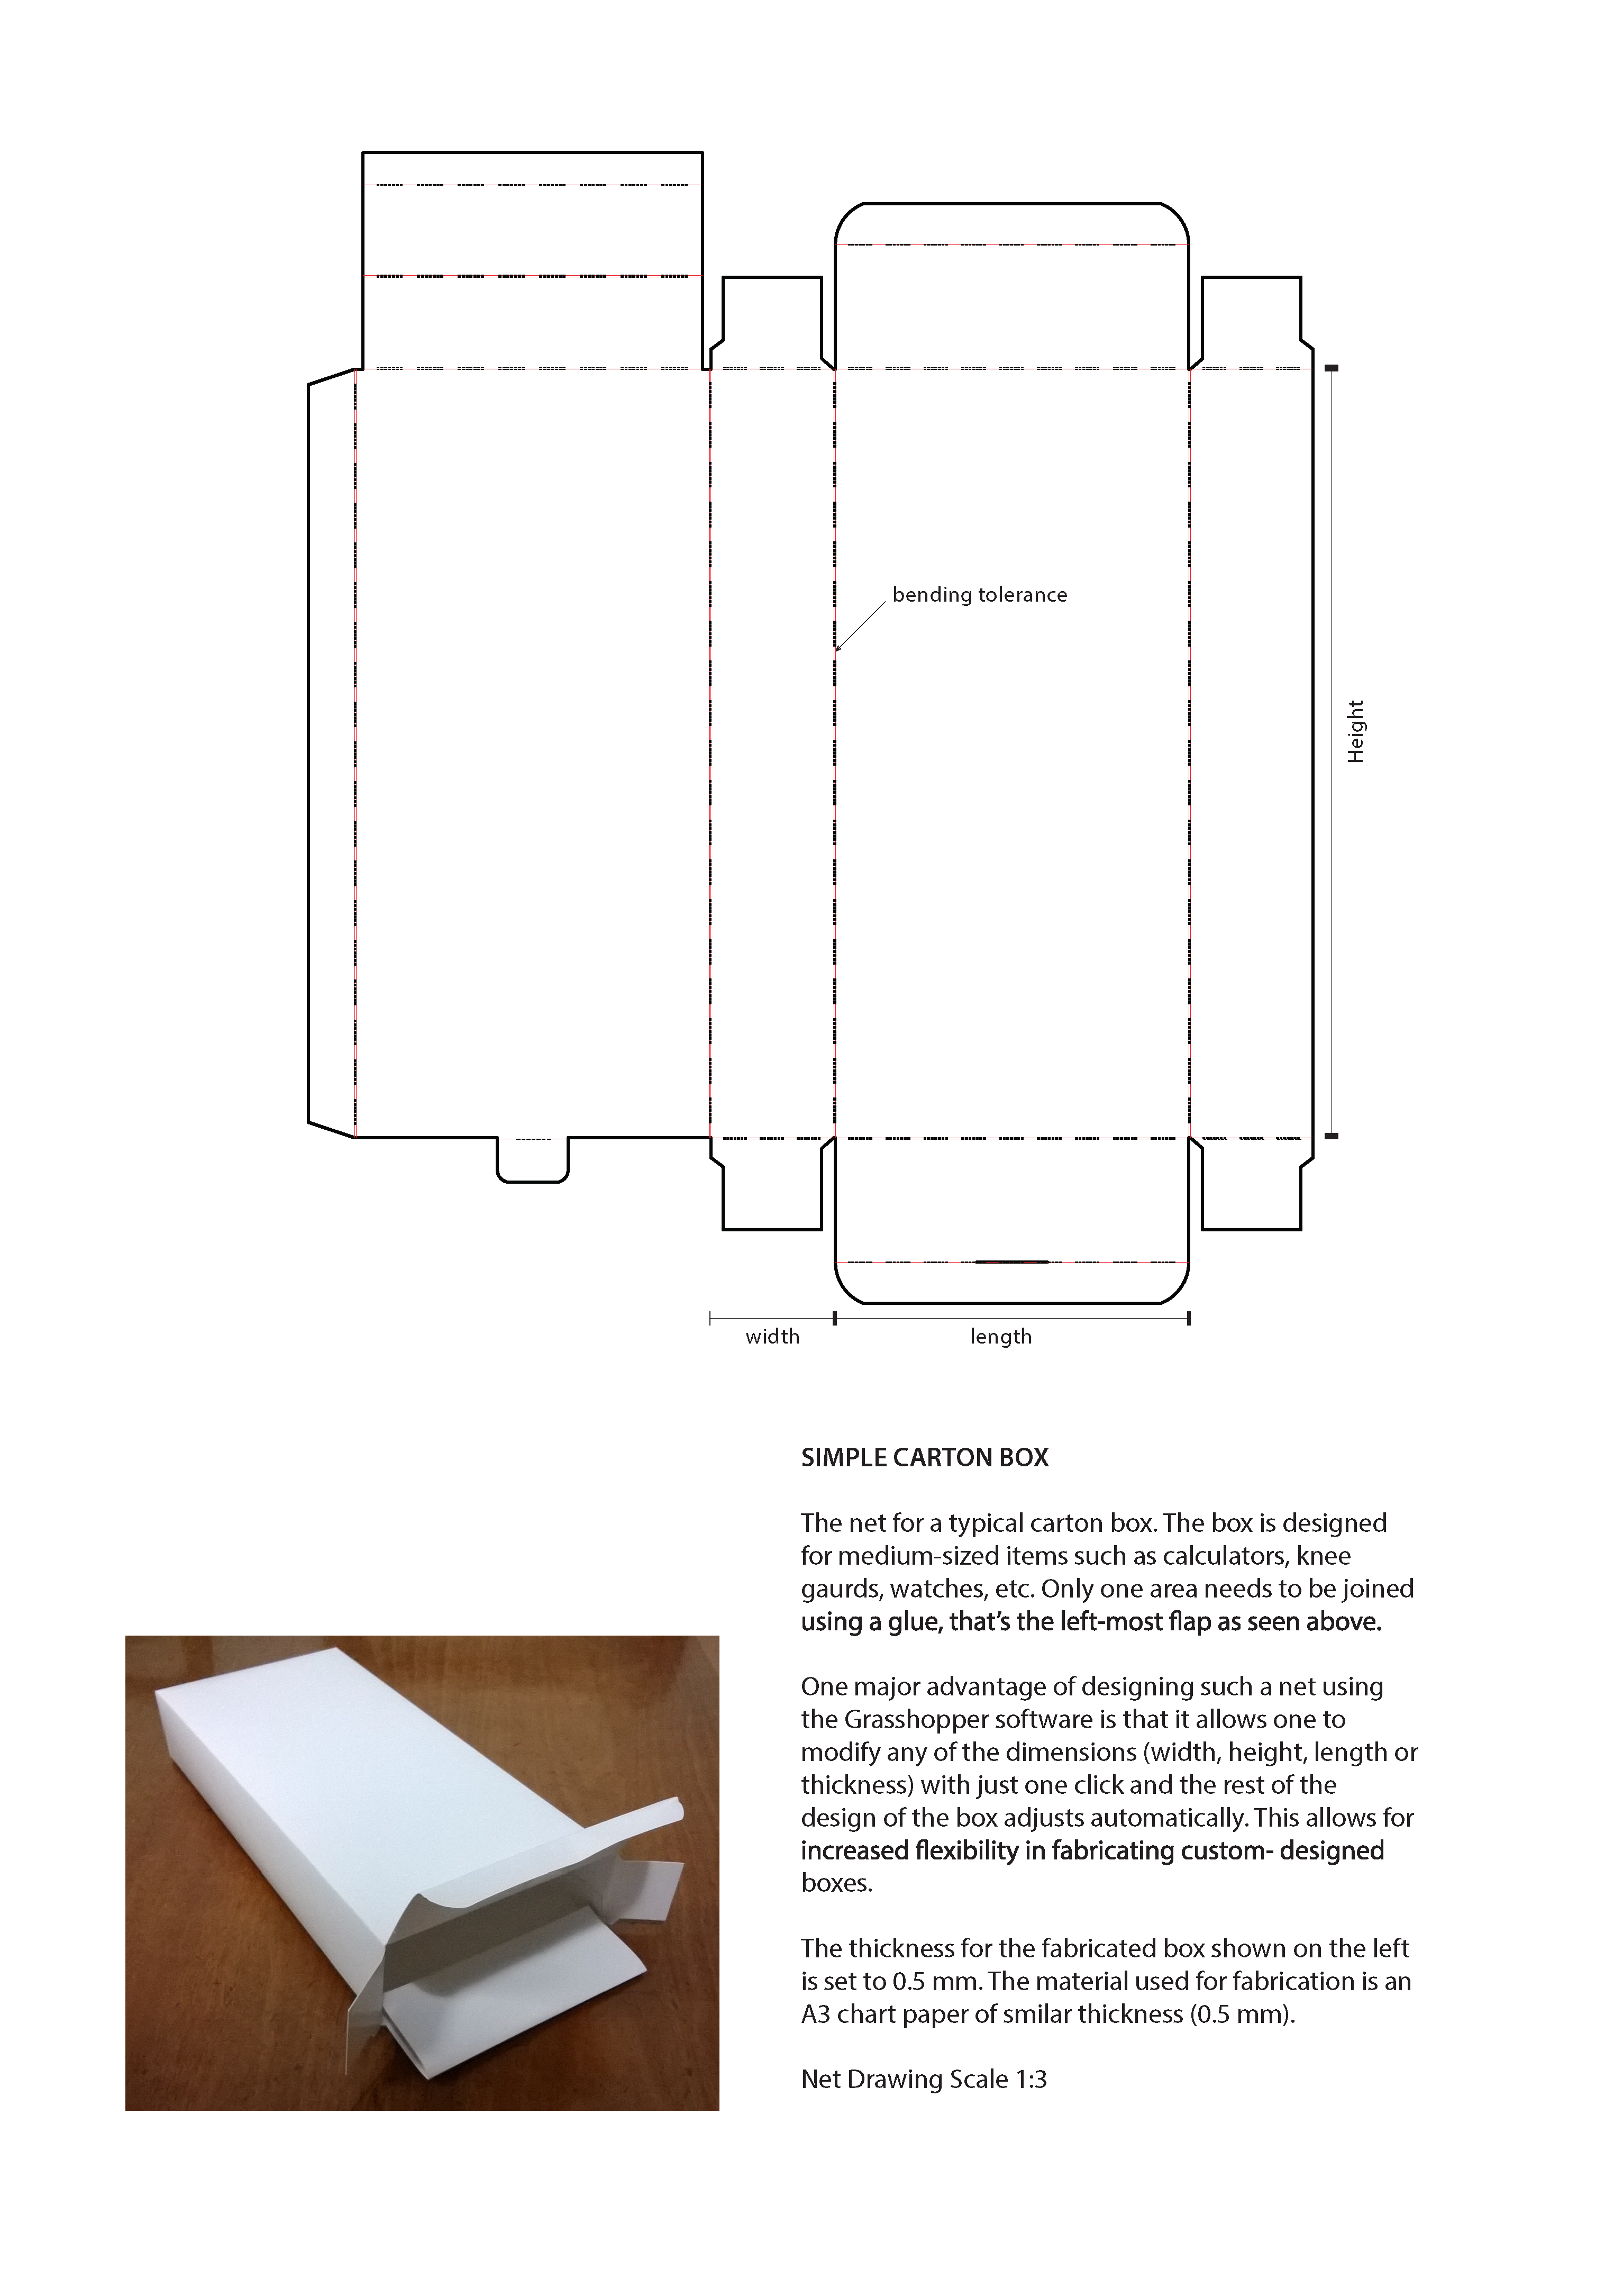 bending tolerance
Height
width
length
SIMPLE CARTON BOX
The net for a typical carton box. The box is designed
for medium-sized items such as calculators, knee
gaurds, watches, etc. Only one area needs to be joined
using a glue, that's the left-most flap as seen above.
One major advantage of designing such a net using
the Grasshopper software is that it allows one to
modify any of the dimensions (width, height, length or
thickness) with just one click and the rest of the
design of the box adjusts automatically. This allows for
increased flexibility in fabricating custom- designed
boxes.
The thickness for the fabricated box shown on the left
is set to 0.5 mm. The material used for fabrication is an
A3 chart paper of smilar thickness (0.5 mm).
Net Drawing Scale 1:3